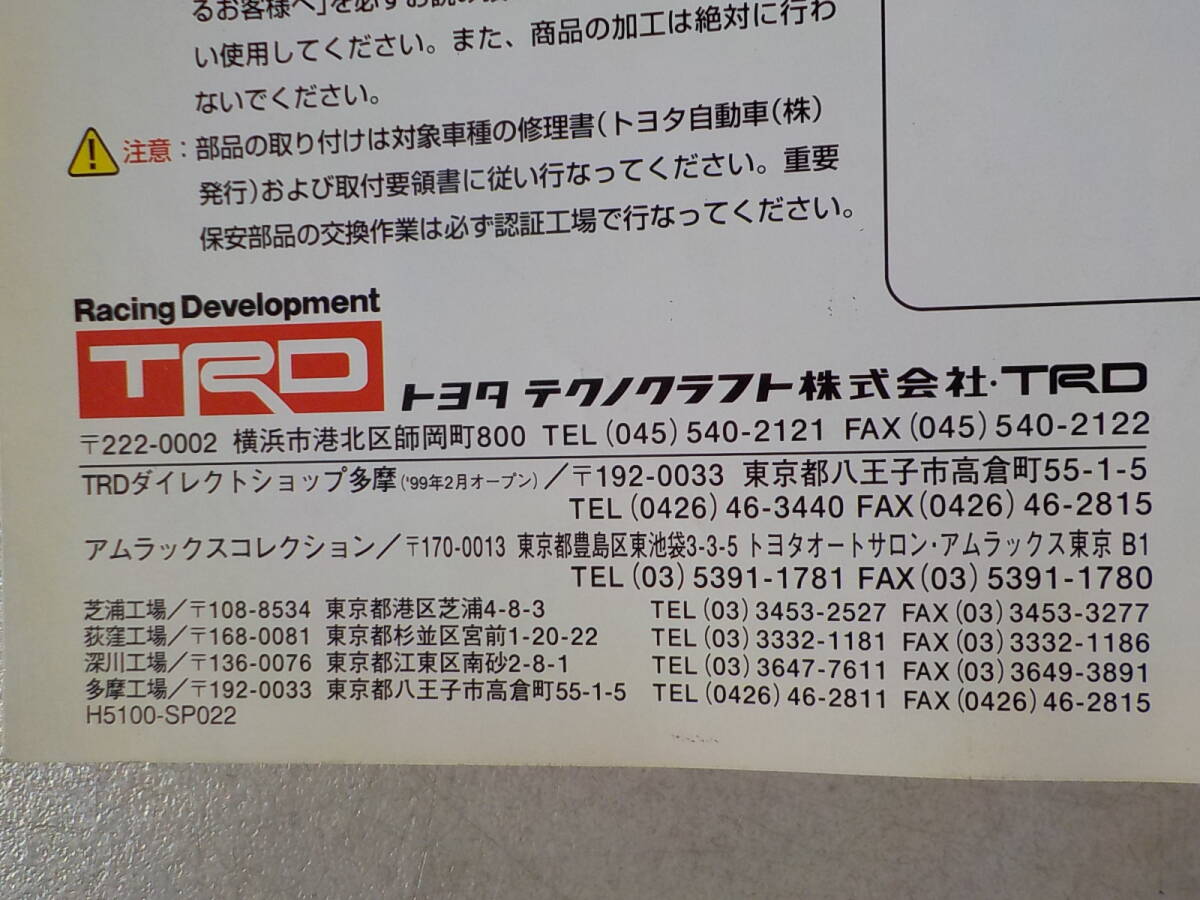 るお客様へ」を必ずお読み
い使用してください。また、商品の加工は絶対に行わ
ないでください。
注意：部品の取り付けは対象車種の修理書(トヨタ自動車(株)
発行)および取付要領書に従い行なってください。重要
保安部品の交換作業は必ず認証工場で行なってください。
Racing Development
TRD トヨタ テクノクラフト株式会社・TRD
〒222-0002 横浜市港北区師岡町800 TEL(045)540-2121 FAX(045)540-2122
TRDダイレクトショップ多摩('99年2月オープン)／〒192-0033 東京都八王子市高倉町55-1-5
TEL(0426)46-3440 FAX(0426)46-2815
アムラックスコレクション／〒170-0013 東京都豊島区東池袋3-3-5 トヨタオートサロン・アムラックス東京 B1
TEL(03)5391-1781 FAX(03)5391-1780
芝浦工場／〒108-8534 東京都港区芝浦4-8-3 TEL(03)3453-2527 FAX(03)3453-3277
荻窪工場／〒168-0081 東京都杉並区宮前1-20-22 TEL(03)3332-1181 FAX(03)3332-1186
深川工場／〒136-0076 東京都江東区南砂2-8-1 TEL(03)3647-7611 FAX(03)3649-3891
多摩工場／〒192-0033 東京都八王子市高倉町55-1-5 TEL(0426)46-2811 FAX(0426)46-2815
H5100-SP022